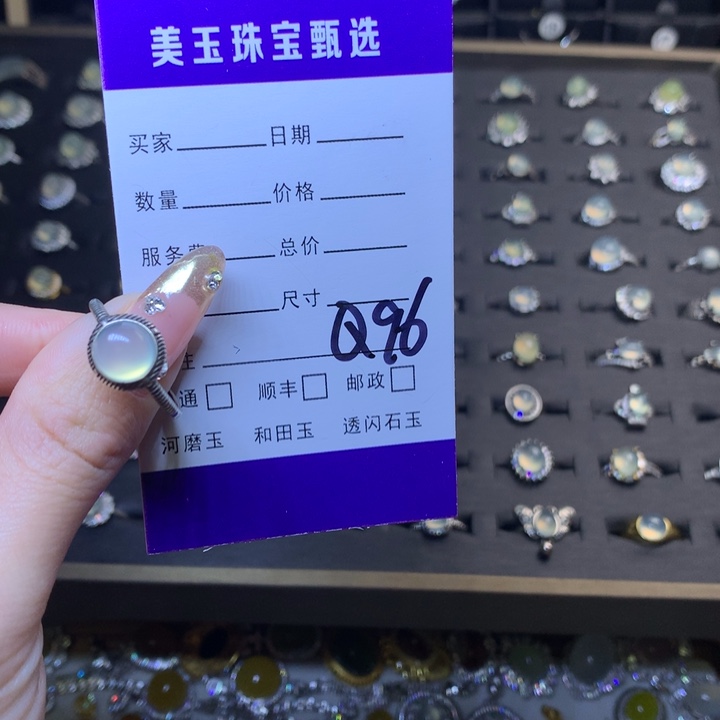 美玉珠宝甄选
买家 日期
数量 价格
服务费 总价
尺寸
Q96
通 顺丰 邮政
河磨玉 和田玉 透闪石玉